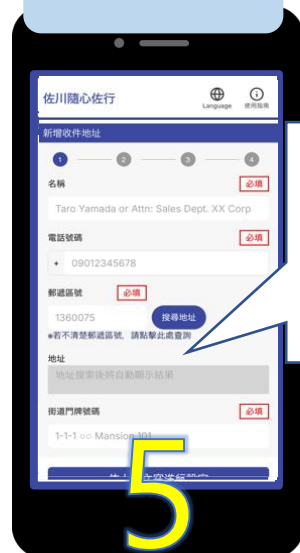 佐川隨心佐行
Language
使用指南
新增收件地址
1 2 3 4
名稱 必填
Taro Yamada or Attn: Sales Dept. XX Corp
電話號碼 必填
+ 09012345678
郵遞區號 必填
1360075 搜尋地址
※若不清楚郵遞區號，請點擊此處查詢
地址
地址搜索後將自動顯示結果
街道門牌號碼 必填
1-1-1 ○○ Mansion 101
5